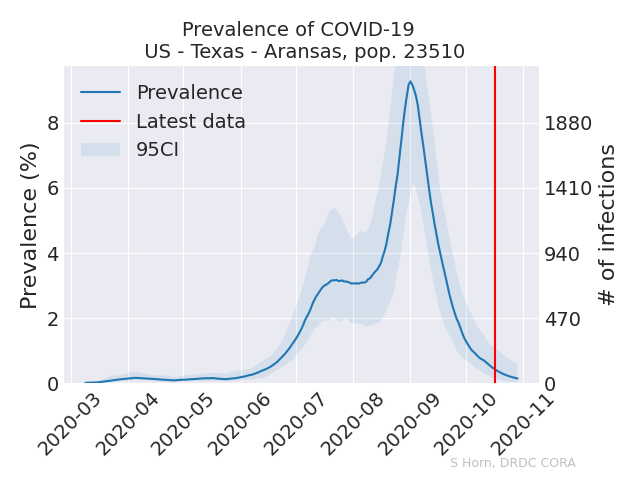 Prevalence of COVID-19
US - Texas - Aransas, pop. 23510
Prevalence
Latest data
95CI
Prevalence (%)
8
6
4
2
0
1880
1410
940
470
0
# of infections
2020-03
2020-04
2020-05
2020-06
2020-07
2020-08
2020-09
2020-10
2020-11
S Horn, DRDC CORA